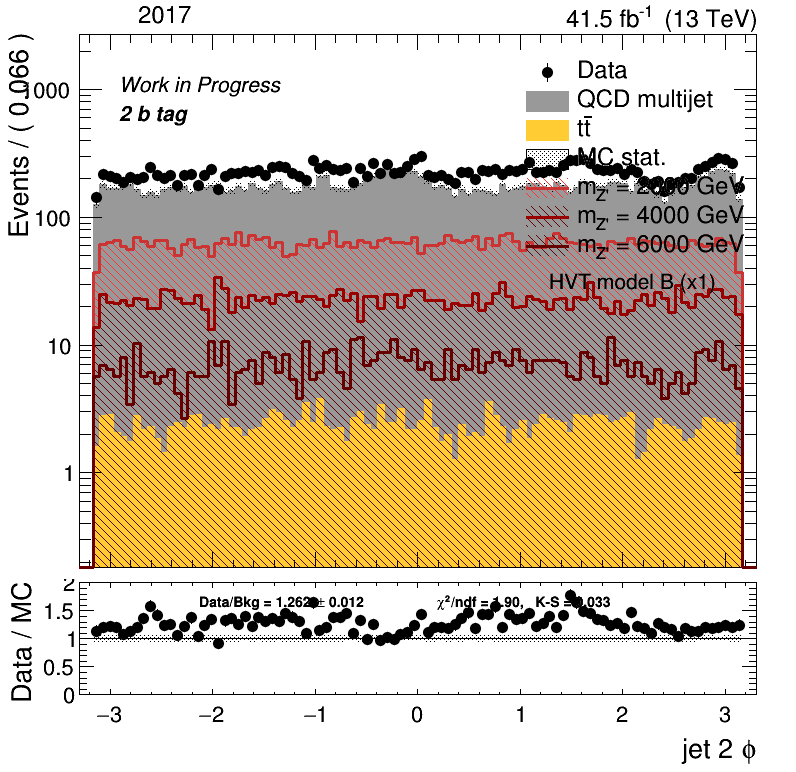 2017
41.5 fb⁻¹ (13 TeV)
Events / ( 0.066 )
Work in Progress
2 b tag
Data
QCD multijet
tt̄
MC stat.
m_Z' = 2000 GeV
m_Z' = 4000 GeV
m_Z' = 6000 GeV
HVT model B (x1)
1000
100
10
1
Data / MC
2
1.5
1
0.5
0
Data/Bkg = 1.262 ± 0.012
χ²/ndf = 1.90, K-S =
−3
−2
−1
0
1
2
3
jet 2 ϕ